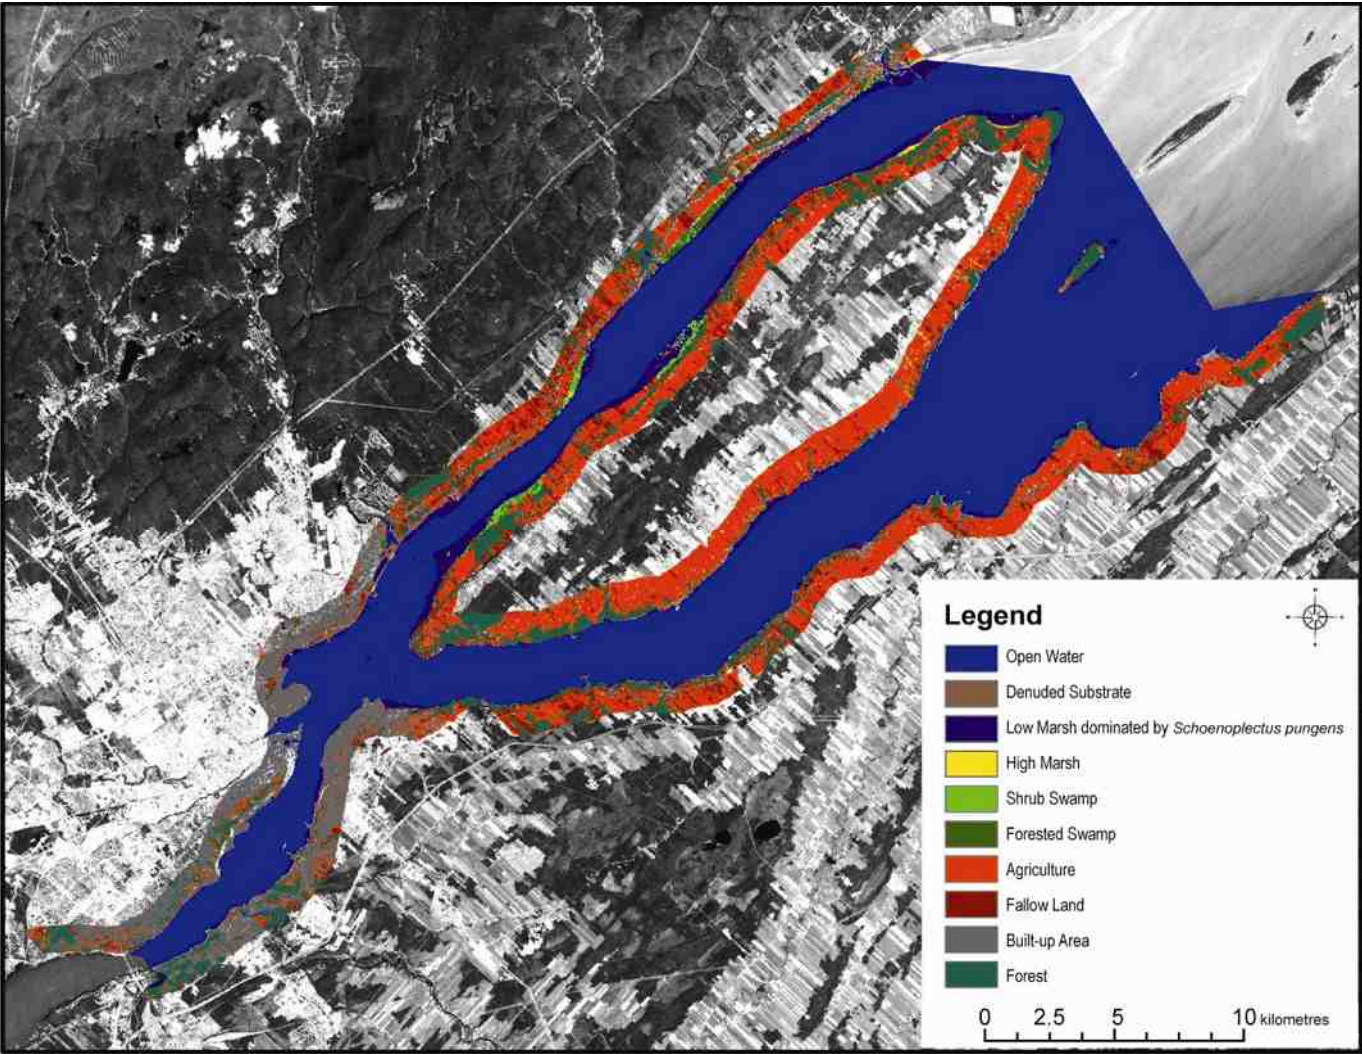 Legend
Open Water
Denuded Substrate
Low Marsh dominated by Schoenoplectus pungens
High Marsh
Shrub Swamp
Forested Swamp
Agriculture
Fallow Land
Built-up Area
Forest
0 2.5 5 10 kilometres